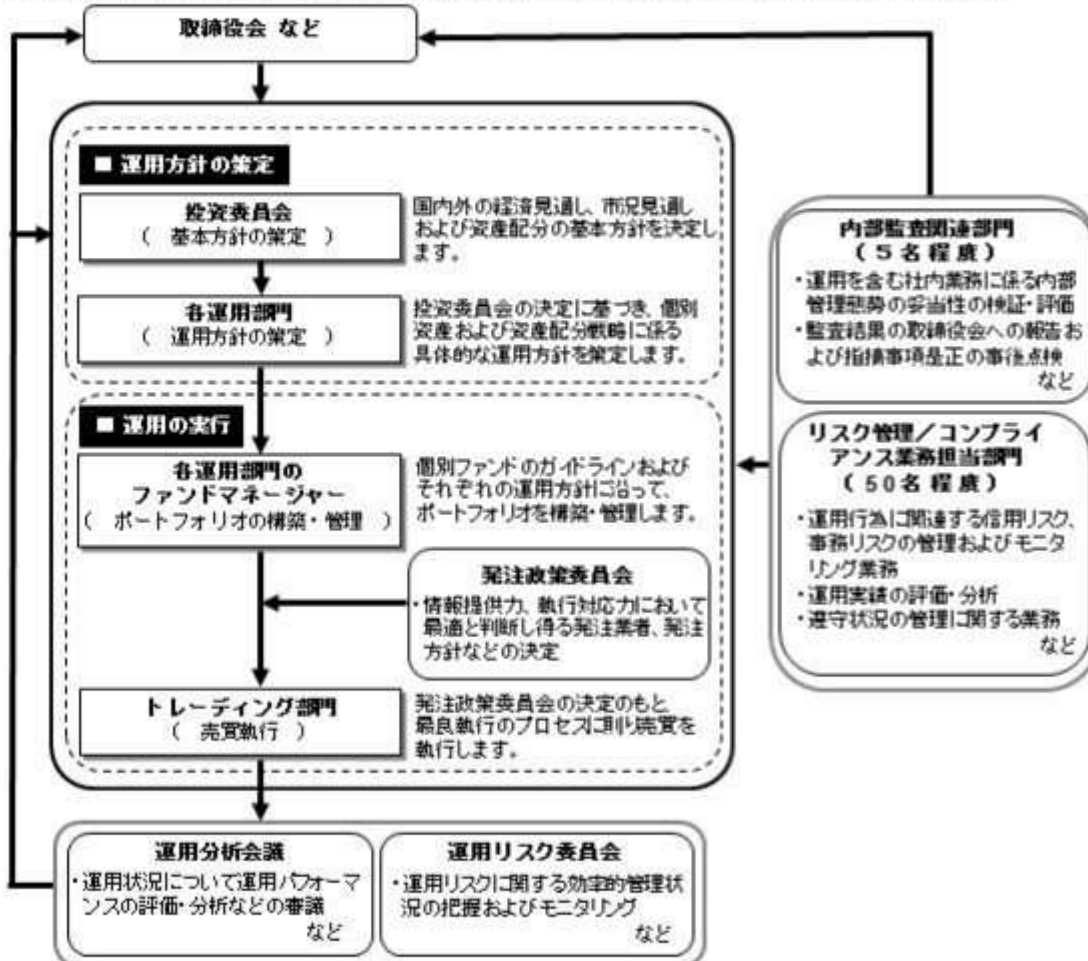 取締役会 など
■ 運用方針の策定
投資委員会
( 基本方針の策定 )
国内外の経済見通し、市況見通し
および資産配分の基本方針を決定し
ます。
各運用部門
( 運用方針の策定 )
投資委員会の決定に基づき、個別
資産および資産配分戦略に係る
具体的な運用方針を策定します。
■ 運用の実行
各運用部門の
ファンドマネージャー
( ポートフォリオの構築・管理 )
個別ファンドのガイドラインおよび
それぞれの運用方針に沿って、
ポートフォリオを構築・管理します。
発注政策委員会
・情報提供力、執行対応力において
最適と判断し得る発注業者、発注
方針などの決定
トレーディング部門
( 売買執行 )
発注政策委員会の決定のもと
最良執行のプロセスに則り売買を
執行します。
内部監査関連部門
(5名程度)
・運用を含む社内業務に係る内部
管理態勢の妥当性の検証・評価
・監査結果の取締役会への報告お
よび指摘事項是正の事後点検
など
リスク管理/コンプライ
アンス業務担当部門
(50名程度)
・運用行為に関連する信用リスク、
事務リスクの管理およびモニタ
リング業務
・運用実績の評価・分析
・遵守状況の管理に関する業務
など
運用分析会議
・運用状況について運用パフォーマ
ンスの評価・分析などの審議
など
運用リスク委員会
・運用リスクに関する効率的管理状
況の把握およびモニタリング
など